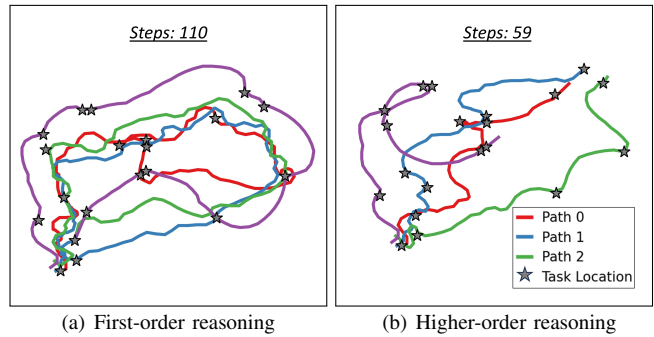 Steps: 110
Steps: 59
Path 0
Path 1
Path 2
Task Location
(a) First-order reasoning
(b) Higher-order reasoning